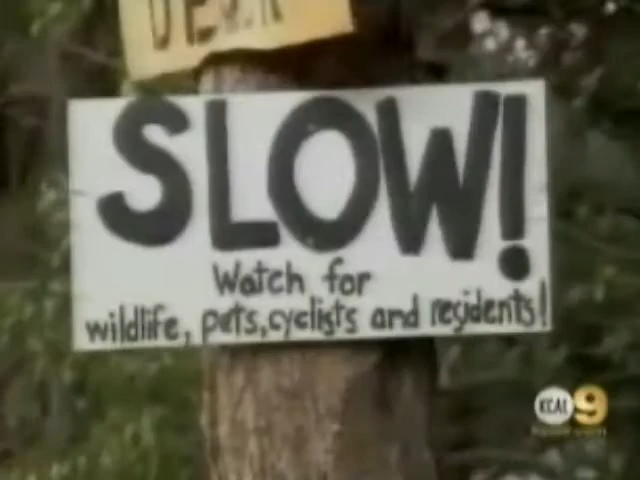 SLOW!
Watch for
wildlife, pets, cyclists and residents!
KCAL 9